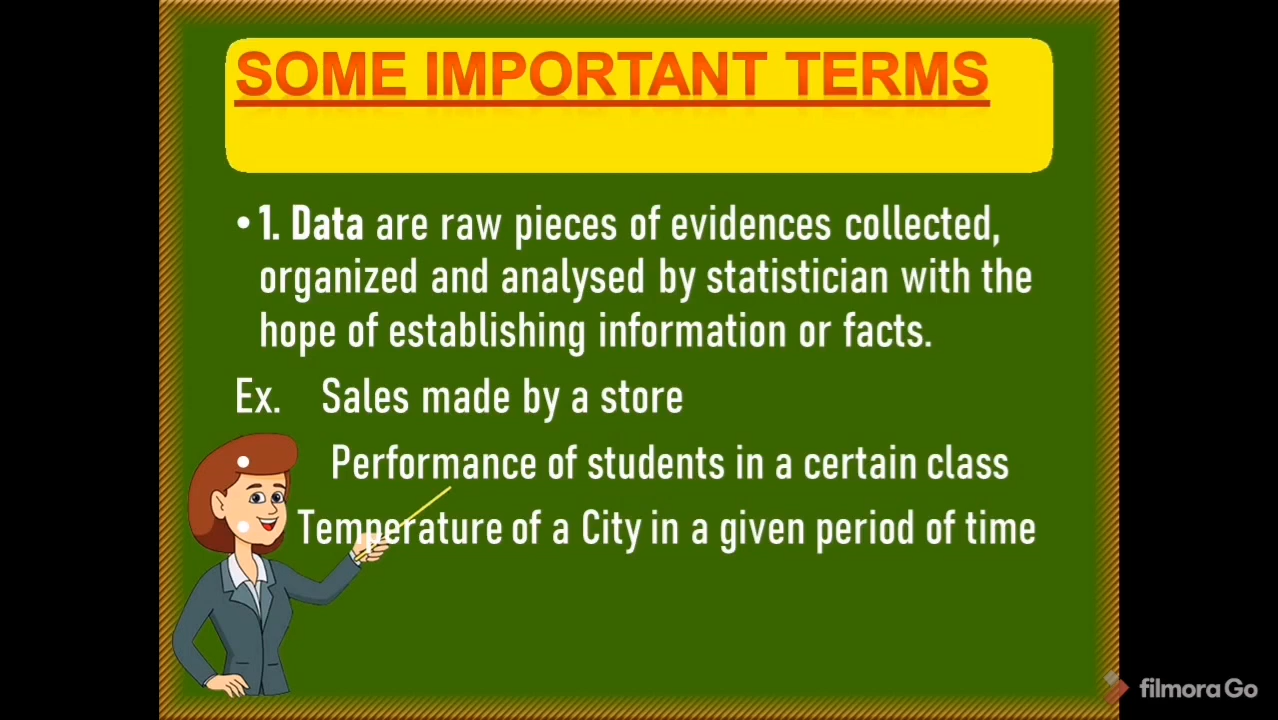 SOME IMPORTANT TERMS
• 1. Data are raw pieces of evidences collected,
organized and analysed by statistician with the
hope of establishing information or facts.
Ex. Sales made by a store
• Performance of students in a certain class
• Temperature of a City in a given period of time
filmora Go